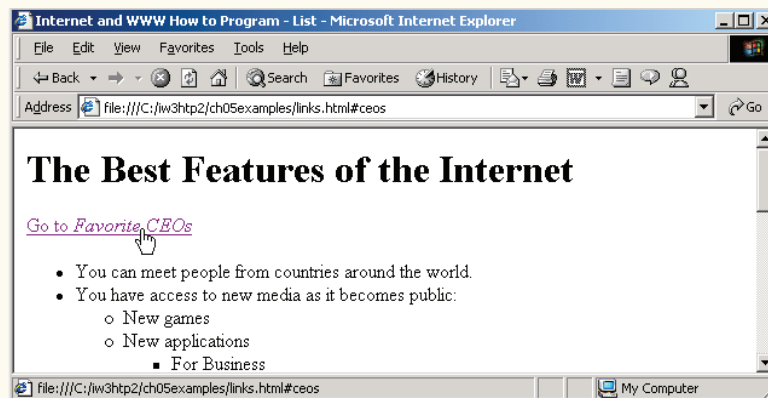 Internet and WWW How to Program - List - Microsoft Internet Explorer
File Edit View Favorites Tools Help
Back Search Favorites History
Address file:///C:/iw3htp2/ch05examples/links.html#ceos Go
The Best Features of the Internet
Go to Favorite CEOs
• You can meet people from countries around the world.
• You have access to new media as it becomes public:
o New games
o New applications
▪ For Business
file:///C:/iw3htp2/ch05examples/links.html#ceos My Computer